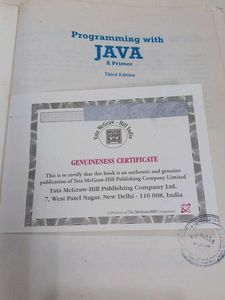 Programming with
JAVA
A Primer
Third Edition
Tata McGraw - Hill India
GENUINENESS CERTIFICATE
This is to certify that this book is an authentic and genuine
publication of Tata McGraw-Hill Publishing Company Limited
Tata McGraw-Hill Publishing Company Ltd.
7, West Patel Nagar, New Delhi - 110 008, India
A Division of The McGraw-Hill Companies